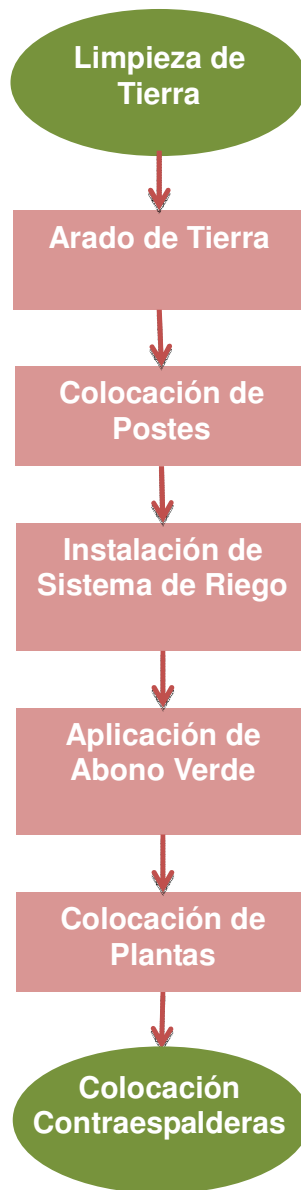 Limpieza de
Tierra
Arado de Tierra
Colocación de
Postes
Instalación de
Sistema de Riego
Aplicación de
Abono Verde
Colocación de
Plantas
Colocación
Contraespalderas